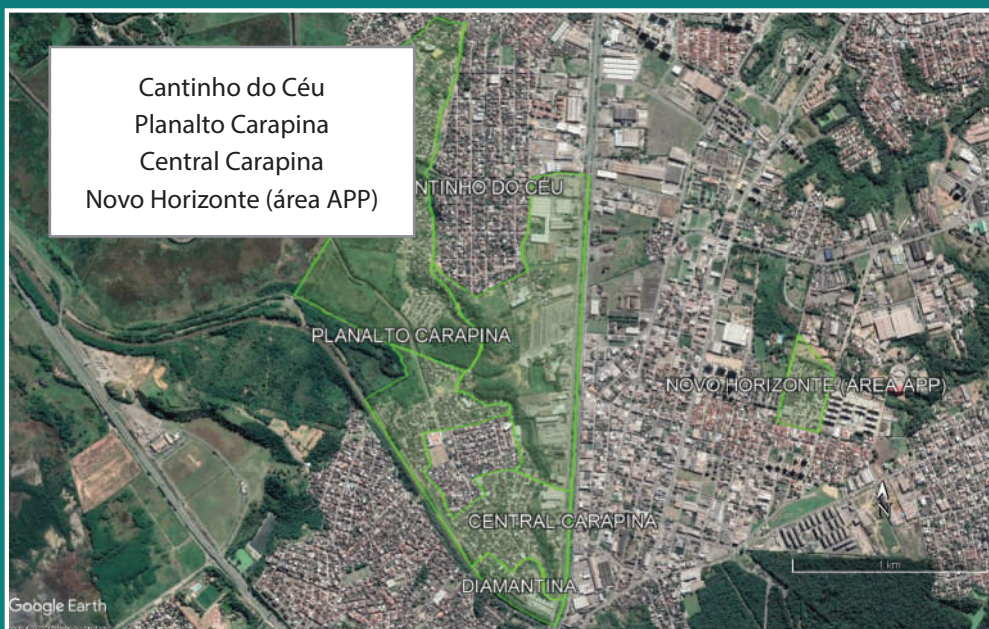 Cantinho do Céu
Planalto Carapina
Central Carapina
Novo Horizonte (área APP)
NTINHO DO CÉU
PLANALTO CARAPINA
NOVO HORIZONTE (ÁREA APP)
N
CENTRAL CARAPINA
1 km
DIAMANTINA
Google Earth